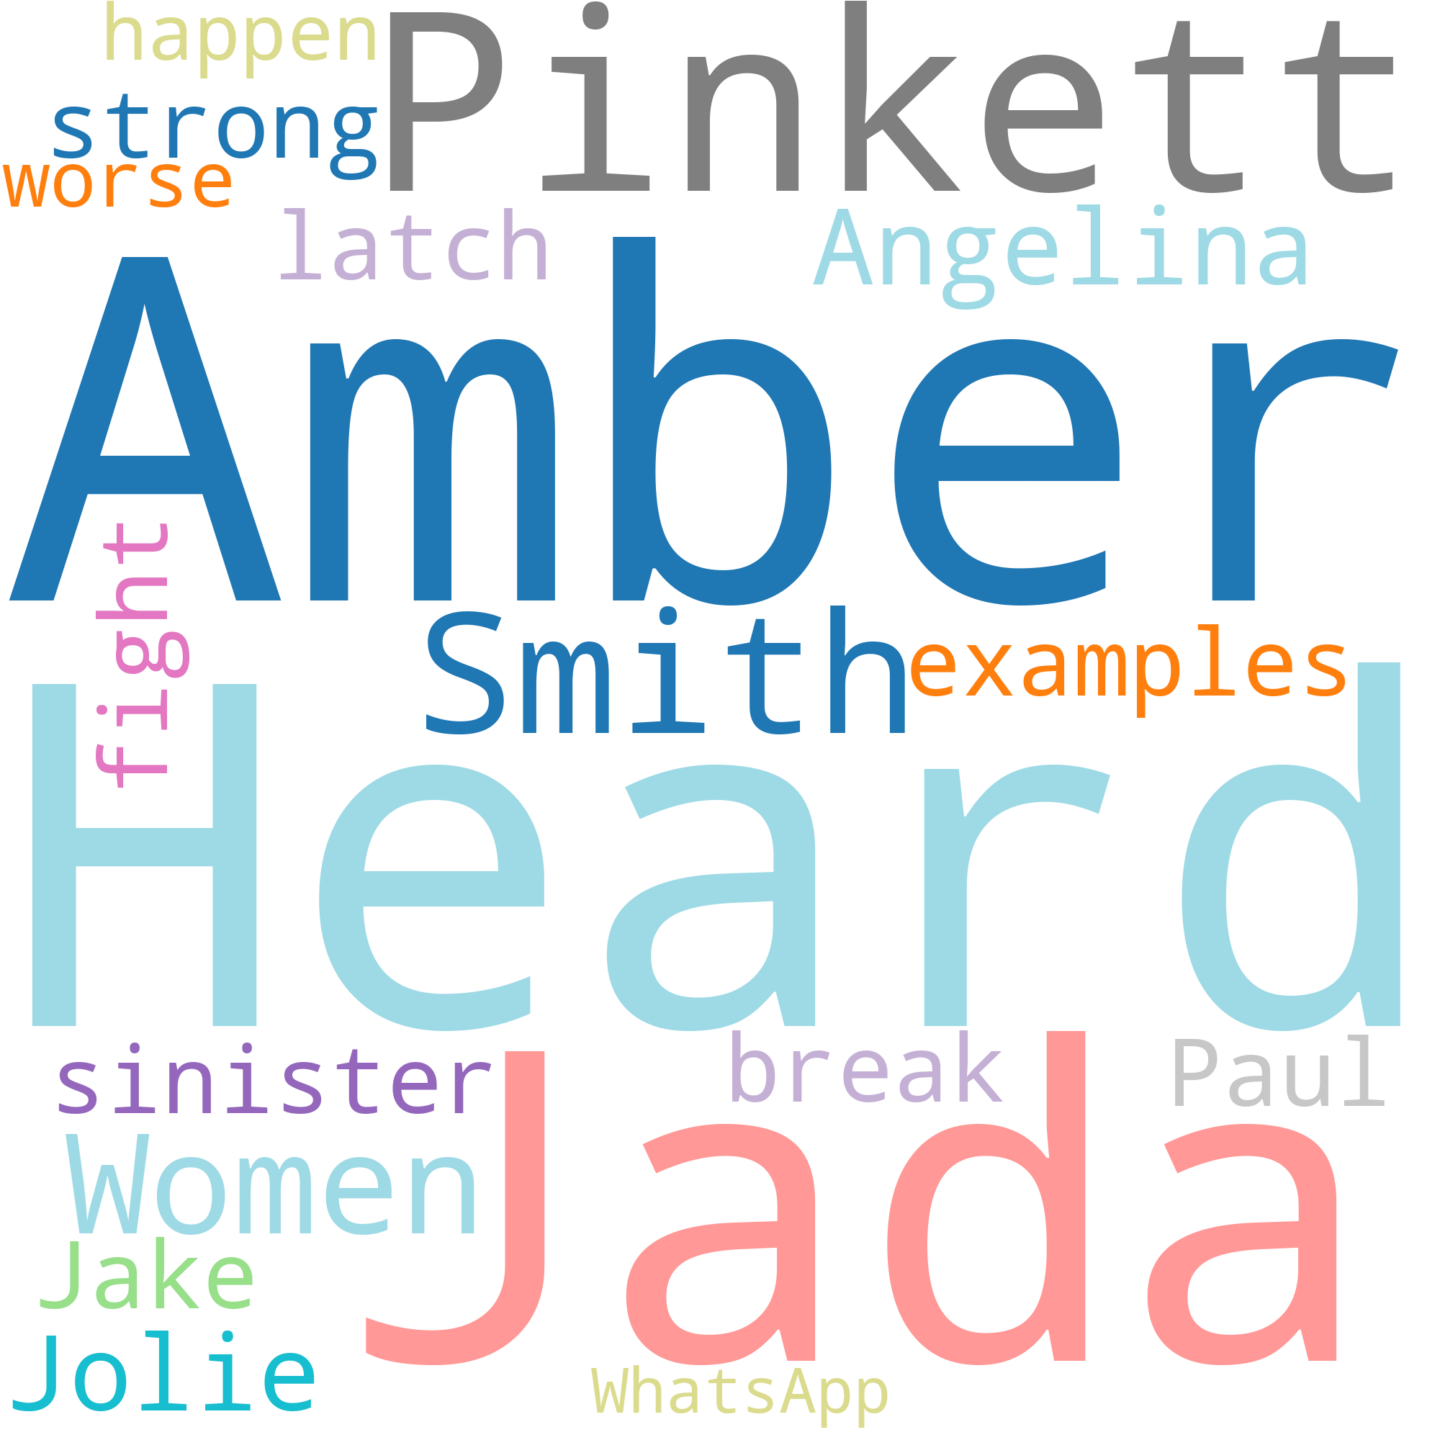 happen
Pinkett
strong
worse
latch
Angelina
Amber
fight
Smith
examples
Heard
sinister
break
Paul
Jada
Women
Jake
Jolie
WhatsApp